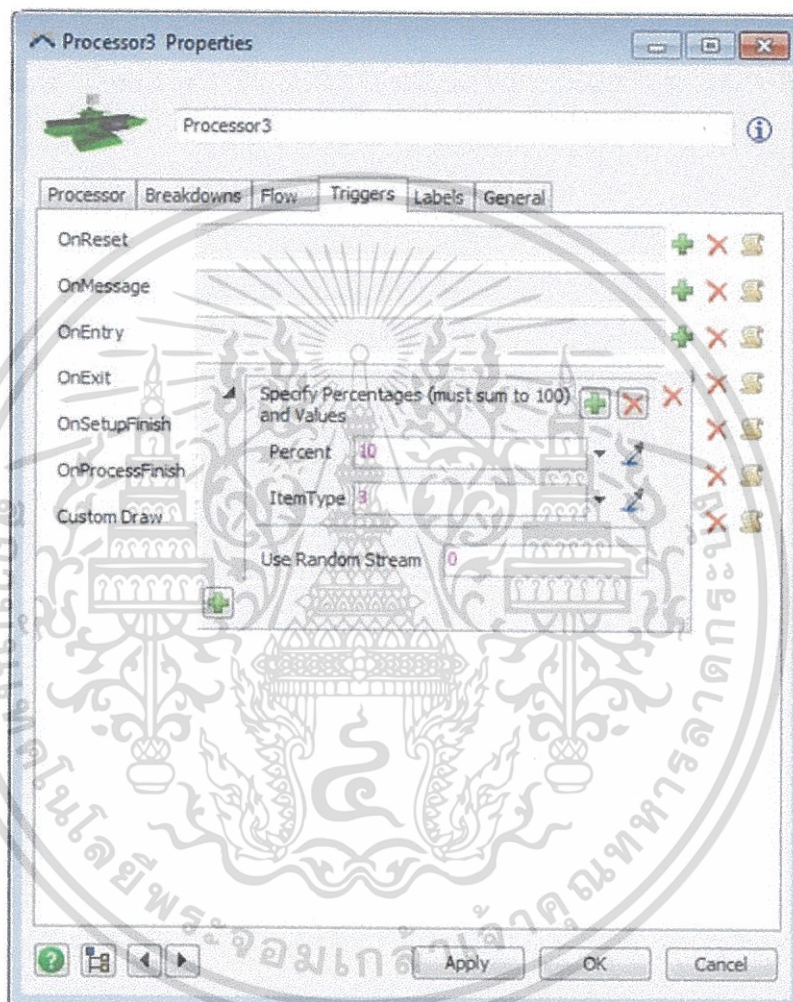 Processor3 Properties
Processor3
Processor Breakdowns Flow Triggers Labels General
OnReset
OnMessage
OnEntry
OnExit
Specify Percentages (must sum to 100)
and Values
OnSetupFinish
Percent 10
OnProcessFinish
ItemType 3
Custom Draw
Use Random Stream 0
Apply OK Cancel